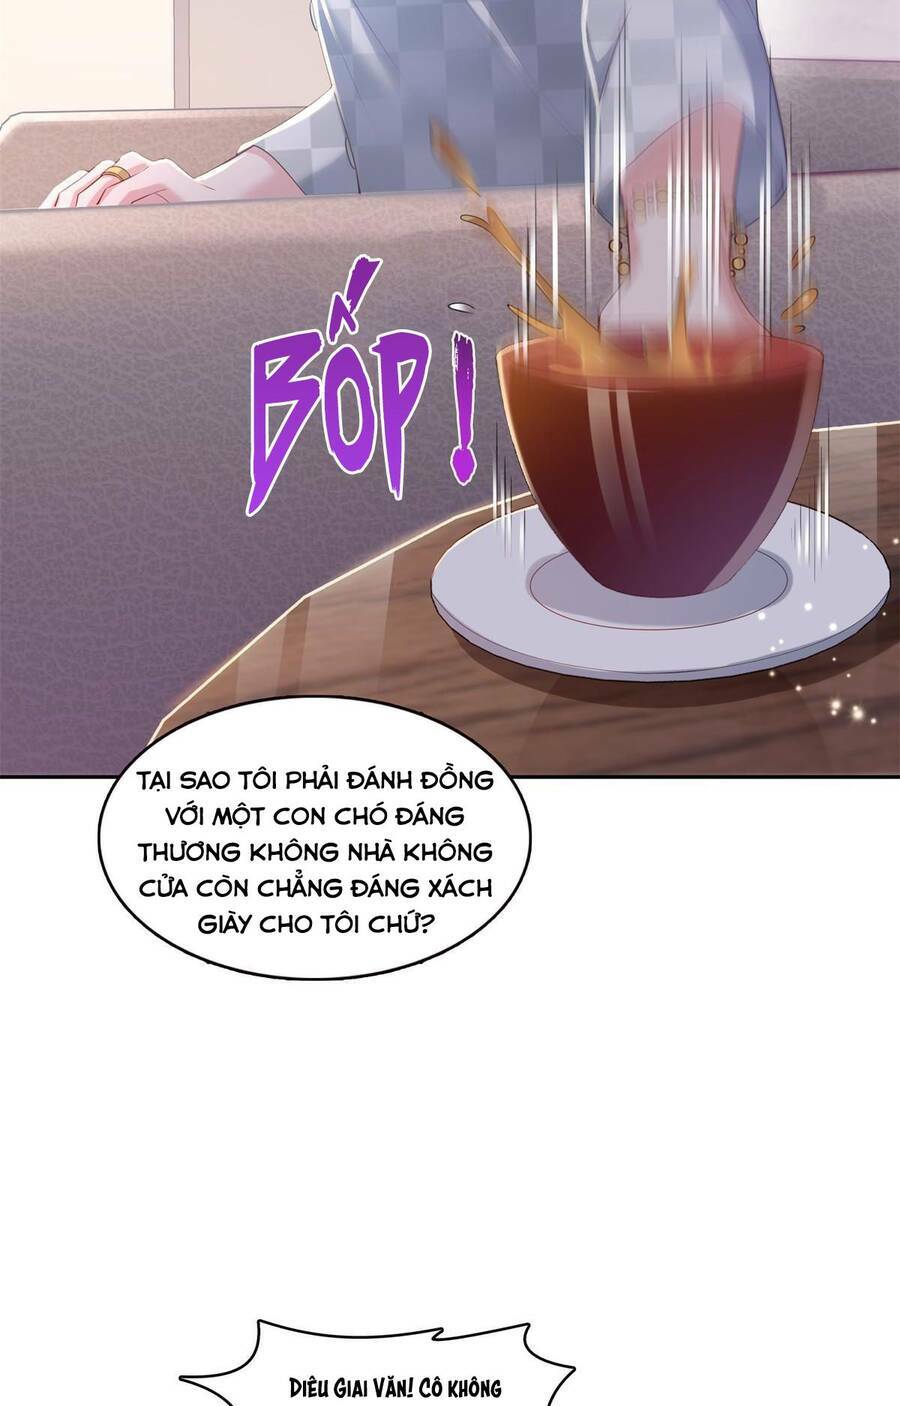 BỐP!
TẠI SAO TÔI PHẢI ĐÁNH ĐỒNG
VỚI MỘT CON CHÓ ĐÁNG
THƯƠNG KHÔNG NHÀ KHÔNG
CỬA CÒN CHẲNG ĐÁNG XÁCH
GIÀY CHO TÔI CHỨ?
DIÊU GIAI VĂN! CÔ KHÔNG